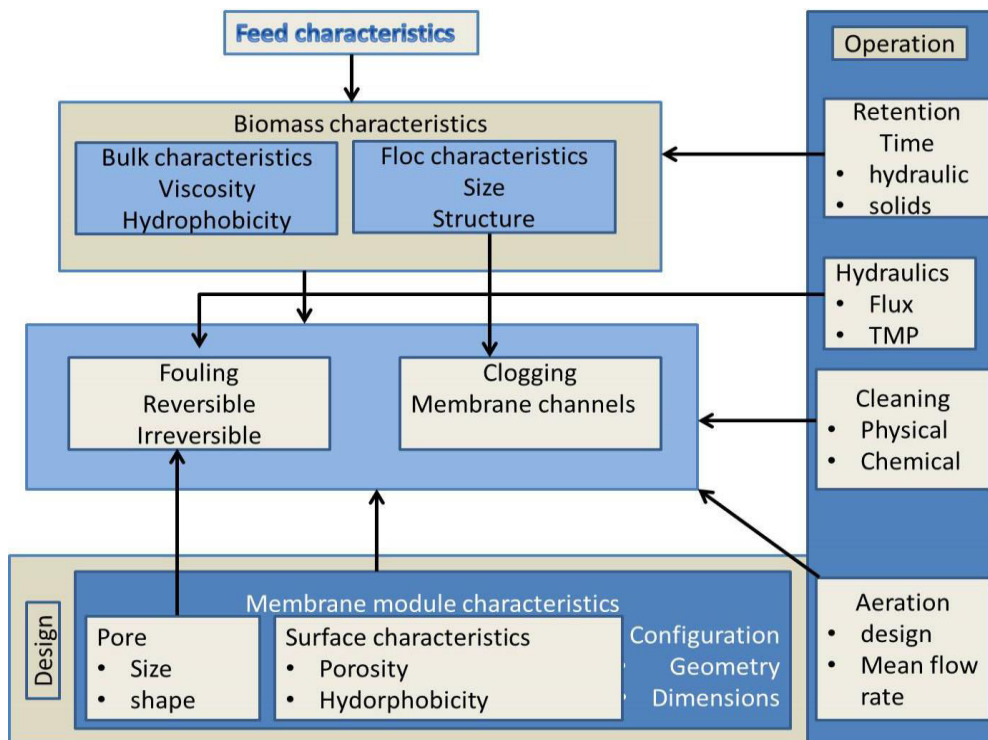 Feed characteristics
Operation
Biomass characteristics
Bulk characteristics
Viscosity
Hydrophobicity
Floc characteristics
Size
Structure
Retention
Time
• hydraulic
• solids
Hydraulics
• Flux
• TMP
Fouling
Reversible
Irreversible
Clogging
Membrane channels
Cleaning
• Physical
• Chemical
Design
Membrane module characteristics
Pore
• Size
• shape
Surface characteristics
• Porosity
• Hydorphobicity
Configuration
• Geometry
• Dimensions
Aeration
• design
• Mean flow
rate